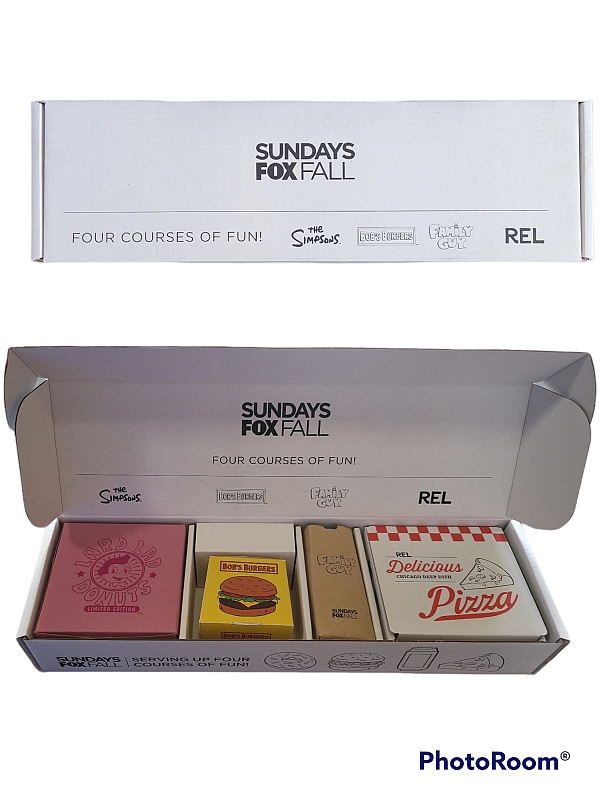 SUNDAYS
FOX FALL
FOUR COURSES OF FUN!
THE SIMPSONS
BOB'S BURGERS
FAMILY GUY
REL
SUNDAYS
FOX FALL
FOUR COURSES OF FUN!
THE SIMPSONS
BOB'S BURGERS
FAMILY GUY
REL
LARD LAD
DONUTS
LIMITED EDITION
BOB'S BURGERS
BOB'S BURGERS
FAMILY
GUY
SUNDAYS
FOX FALL
REL
Delicious
CHICAGO DEEP DISH
Pizza
SUNDAYS
FOX FALL
SERVING UP FOUR
COURSES OF FUN!
PhotoRoom®